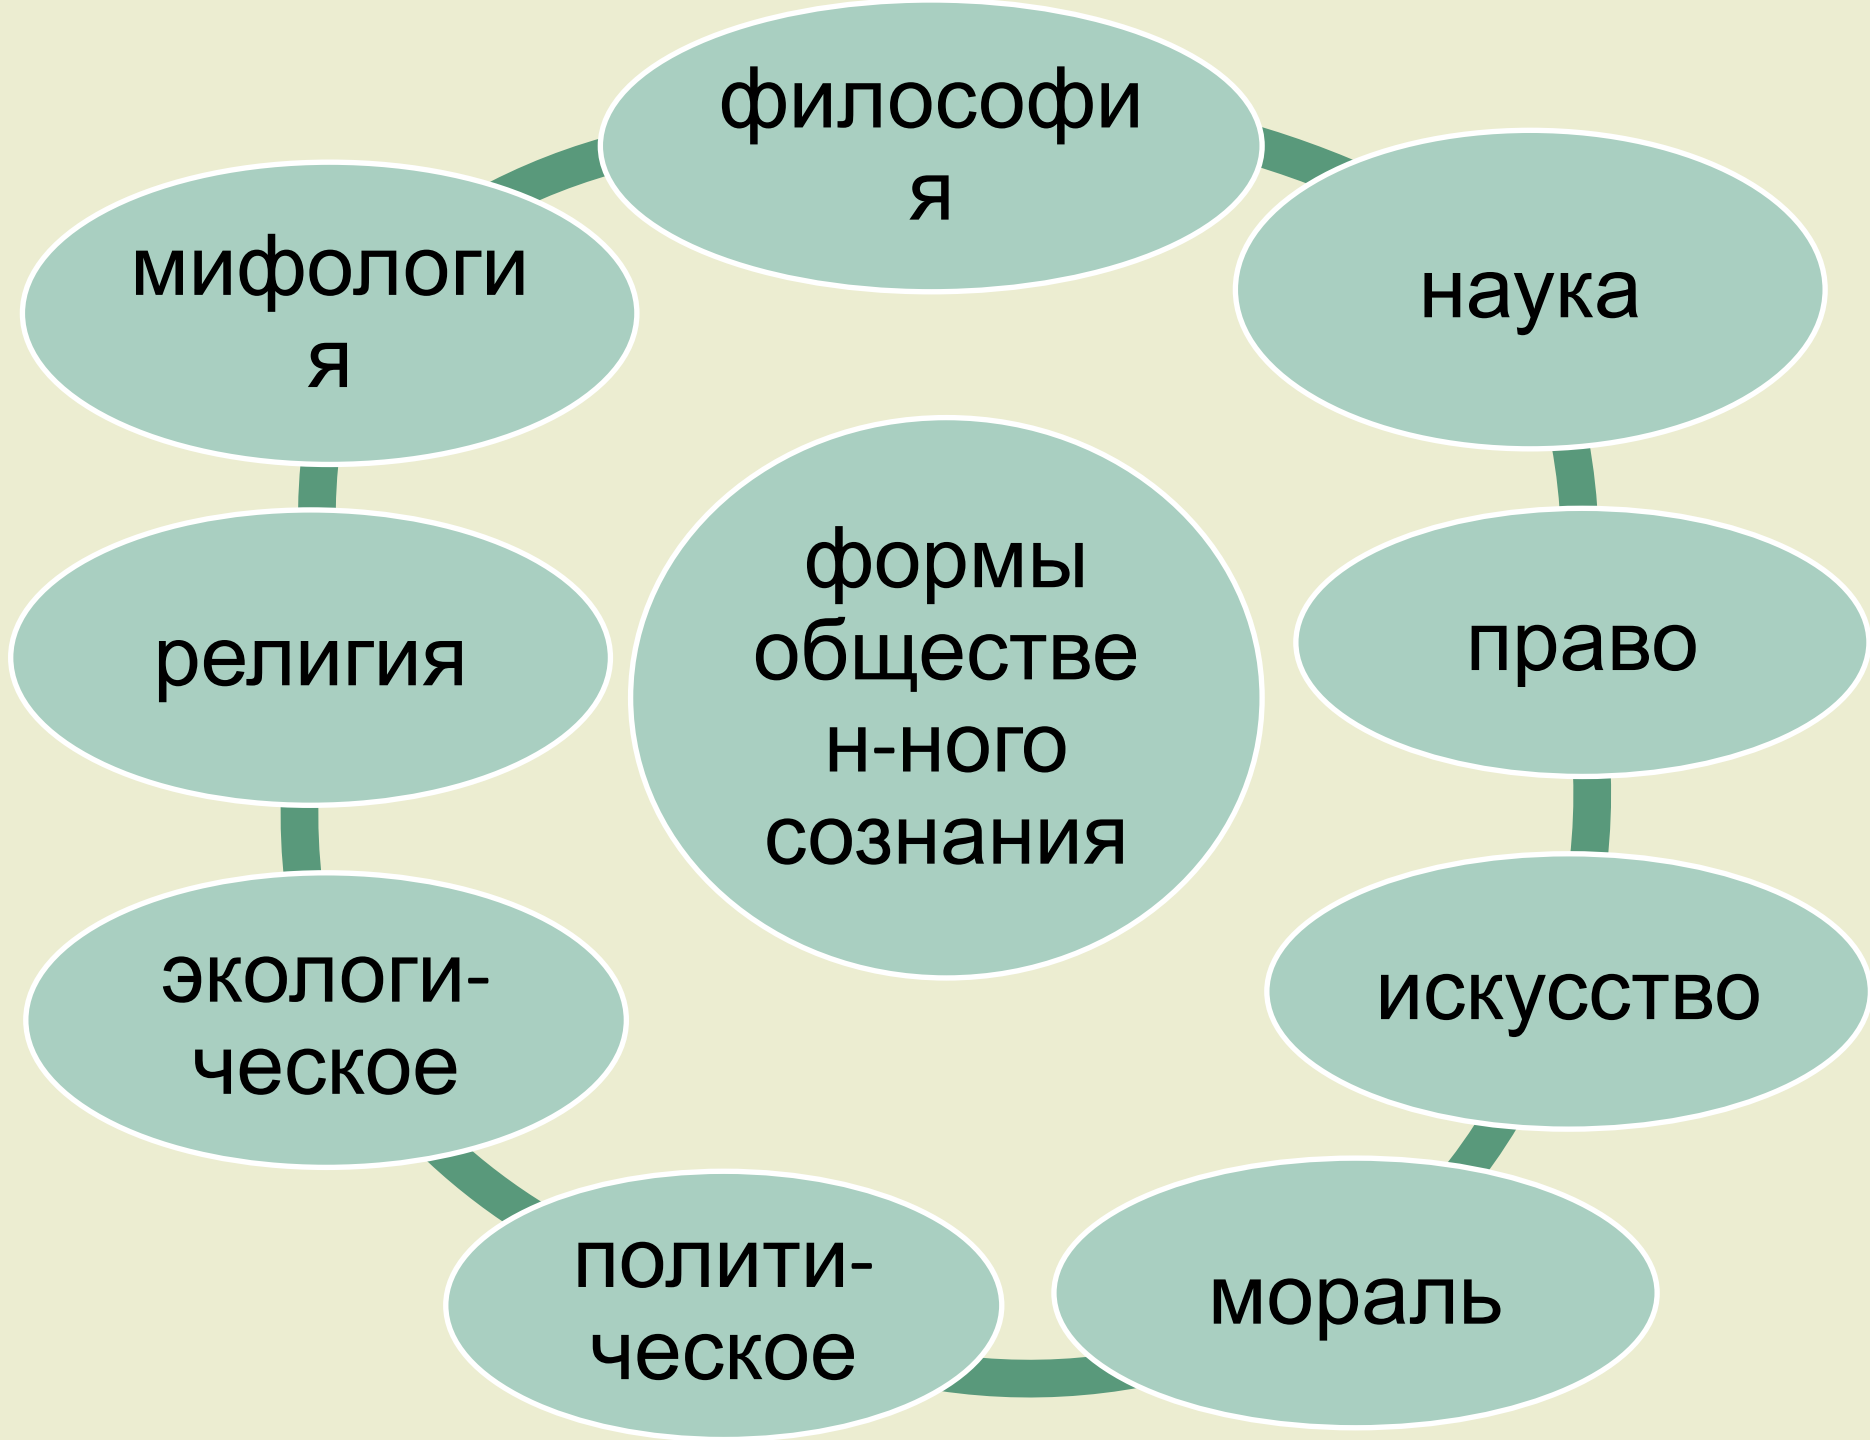 философи
я
наука
право
искусство
мораль
полити-
ческое
экологи-
ческое
религия
мифологи
я
формы
обществе
н-ного
сознания